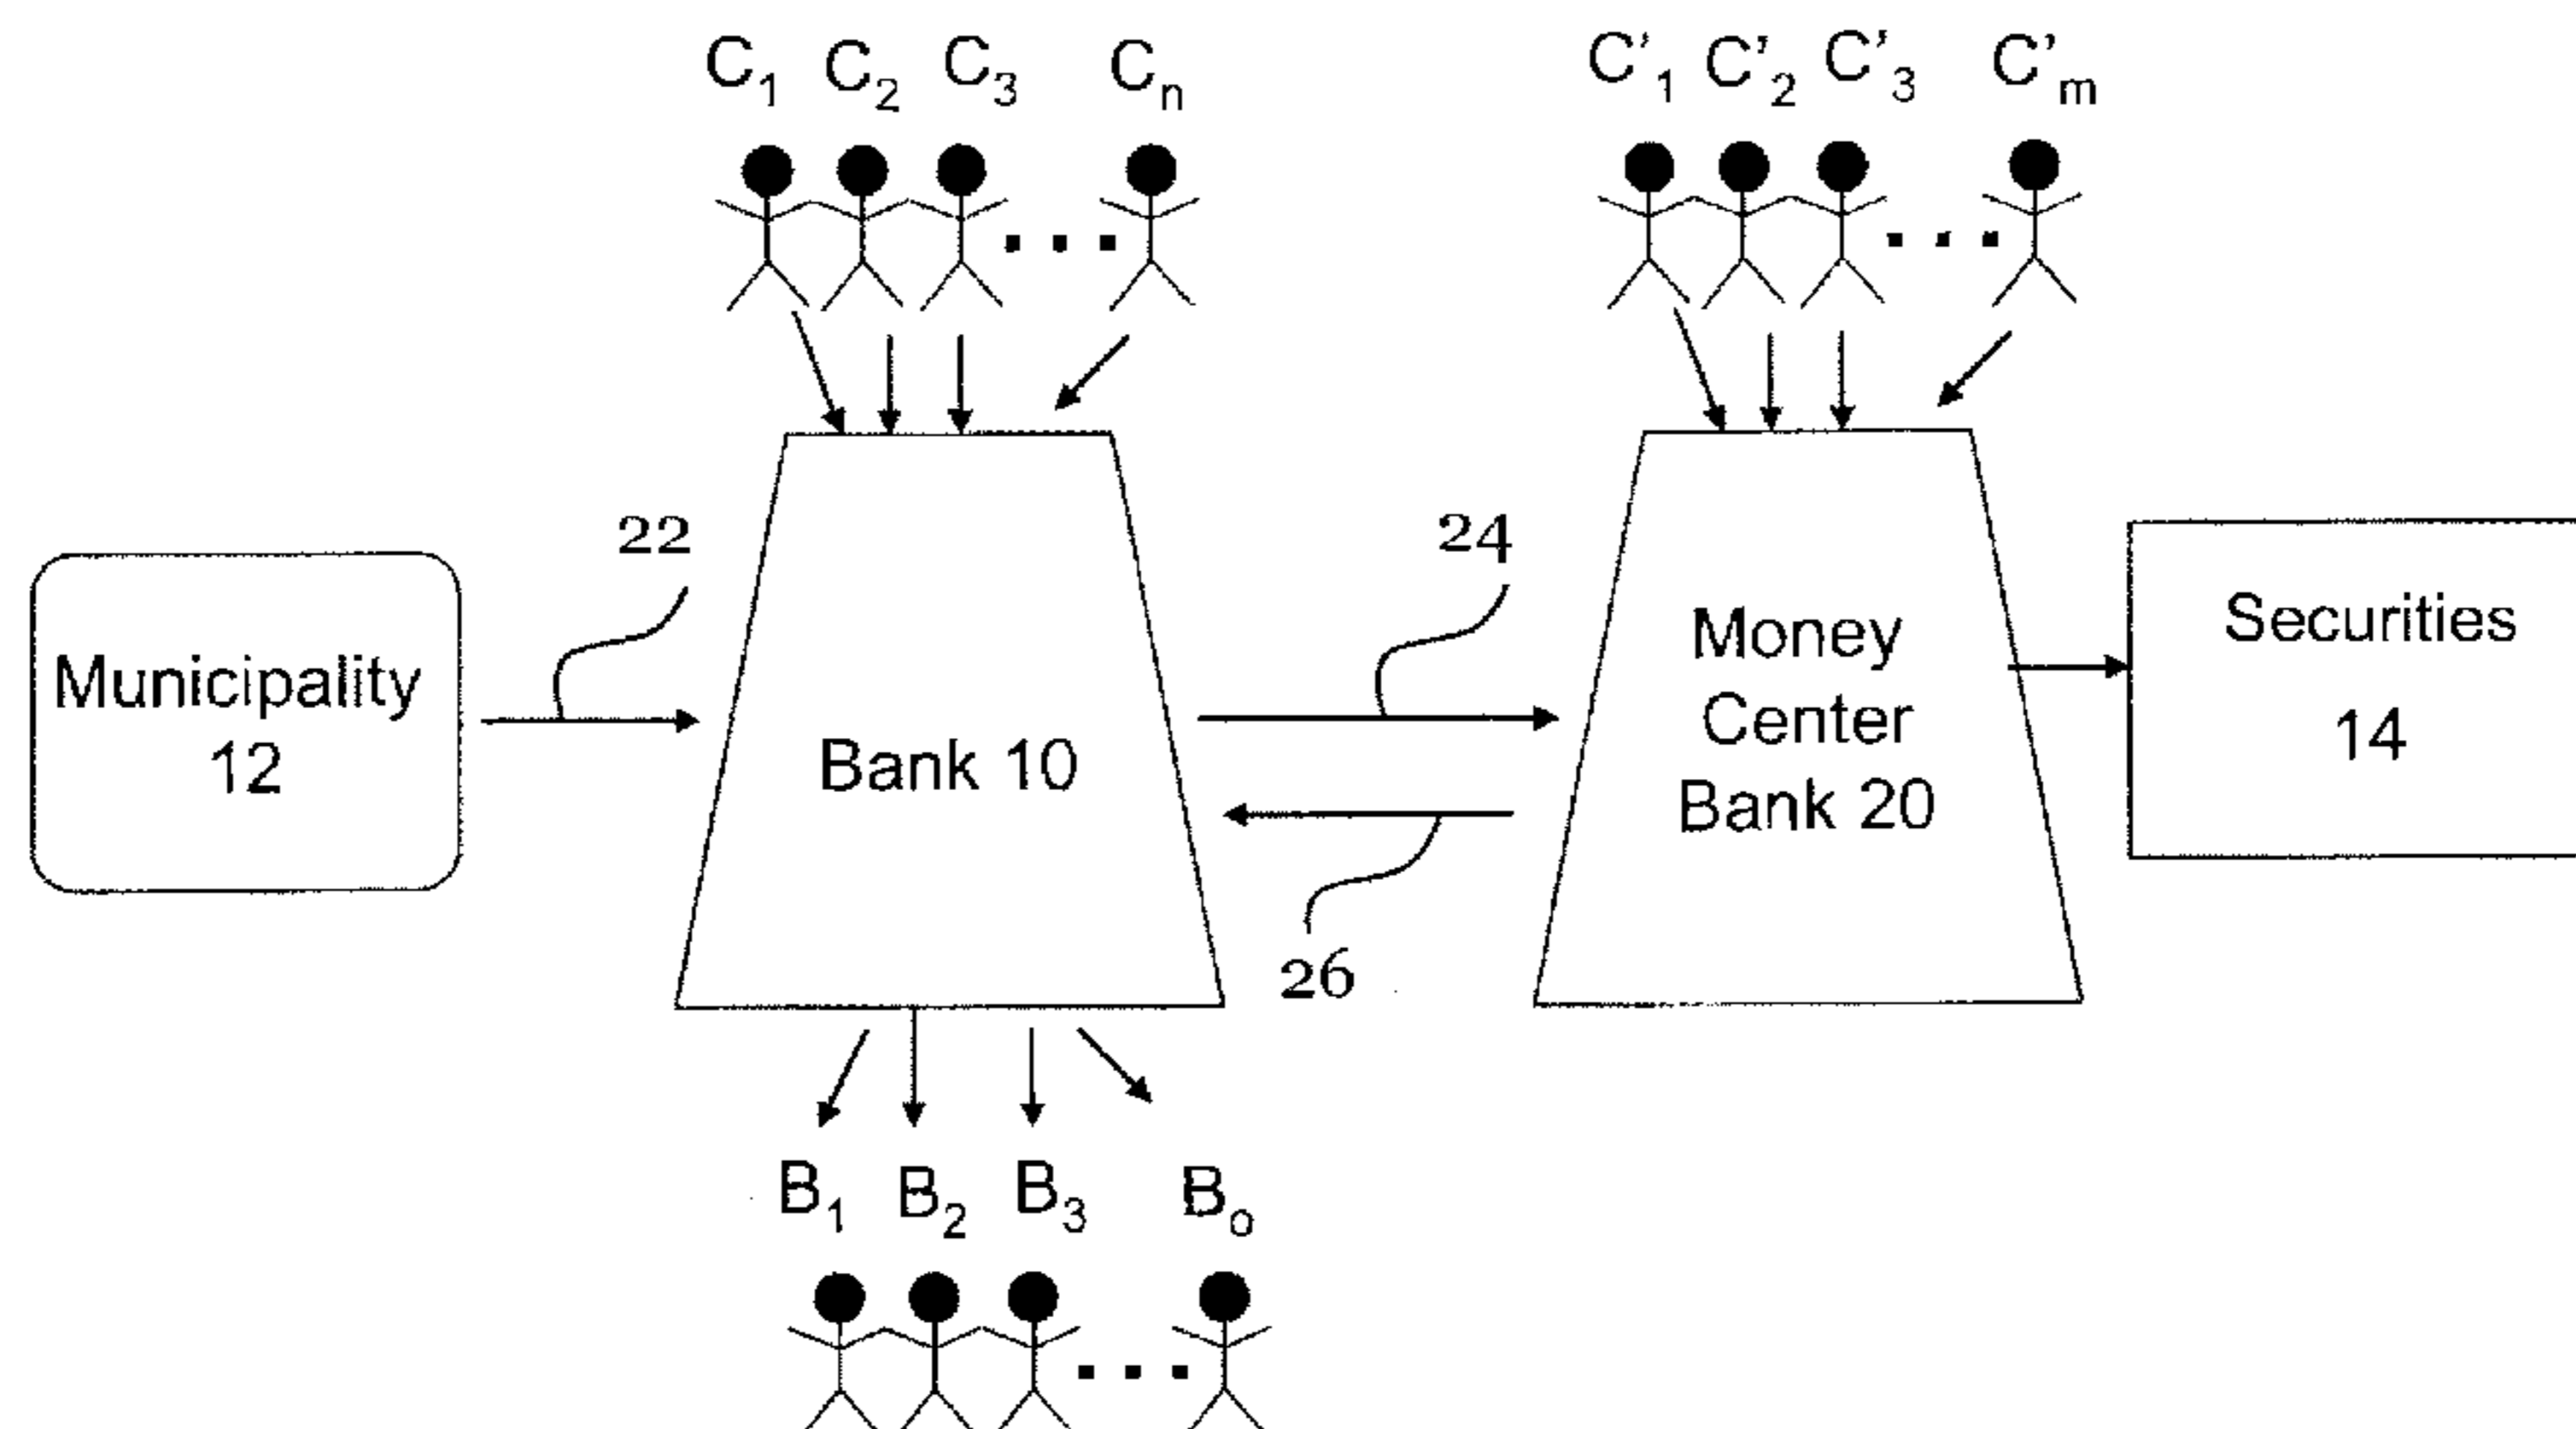 C1 C2 C3 Cn
C'1 C'2 C'3 C'm
22
24
Municipality
12
Bank 10
Money
Center
Bank 20
Securities
14
26
B1 B2 B3 Bo